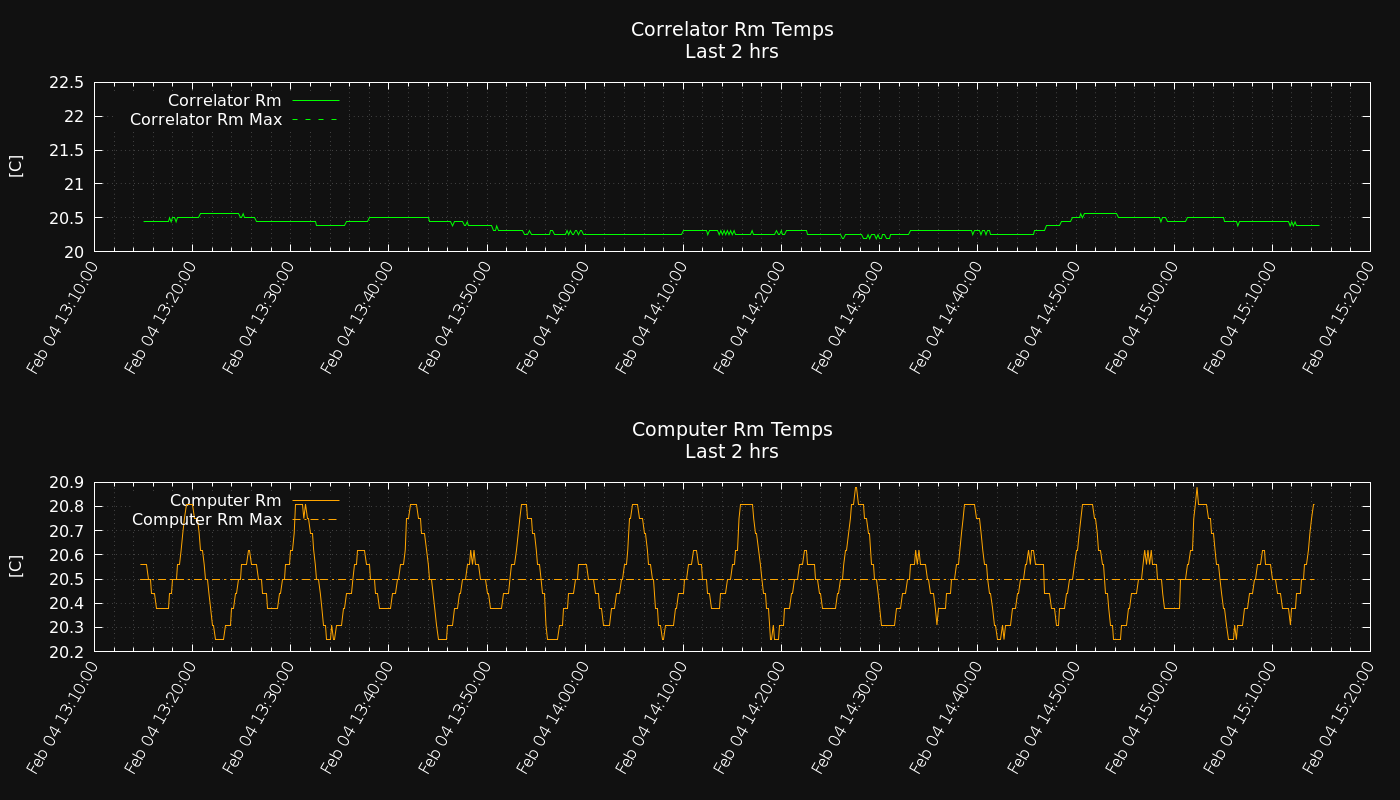 Correlator Rm Temps
Last 2 hrs
22.5
22
21.5
21
20.5
20
[C]
Correlator Rm
Correlator Rm Max
Feb 04 13:10:00
Feb 04 13:20:00
Feb 04 13:30:00
Feb 04 13:40:00
Feb 04 13:50:00
Feb 04 14:00:00
Feb 04 14:10:00
Feb 04 14:20:00
Feb 04 14:30:00
Feb 04 14:40:00
Feb 04 14:50:00
Feb 04 15:00:00
Feb 04 15:10:00
Feb 04 15:20:00
Computer Rm Temps
Last 2 hrs
20.9
20.8
20.7
20.6
20.5
20.4
20.3
20.2
[C]
Computer Rm
Computer Rm Max
Feb 04 13:10:00
Feb 04 13:20:00
Feb 04 13:30:00
Feb 04 13:40:00
Feb 04 13:50:00
Feb 04 14:00:00
Feb 04 14:10:00
Feb 04 14:20:00
Feb 04 14:30:00
Feb 04 14:40:00
Feb 04 14:50:00
Feb 04 15:00:00
Feb 04 15:10:00
Feb 04 15:20:00